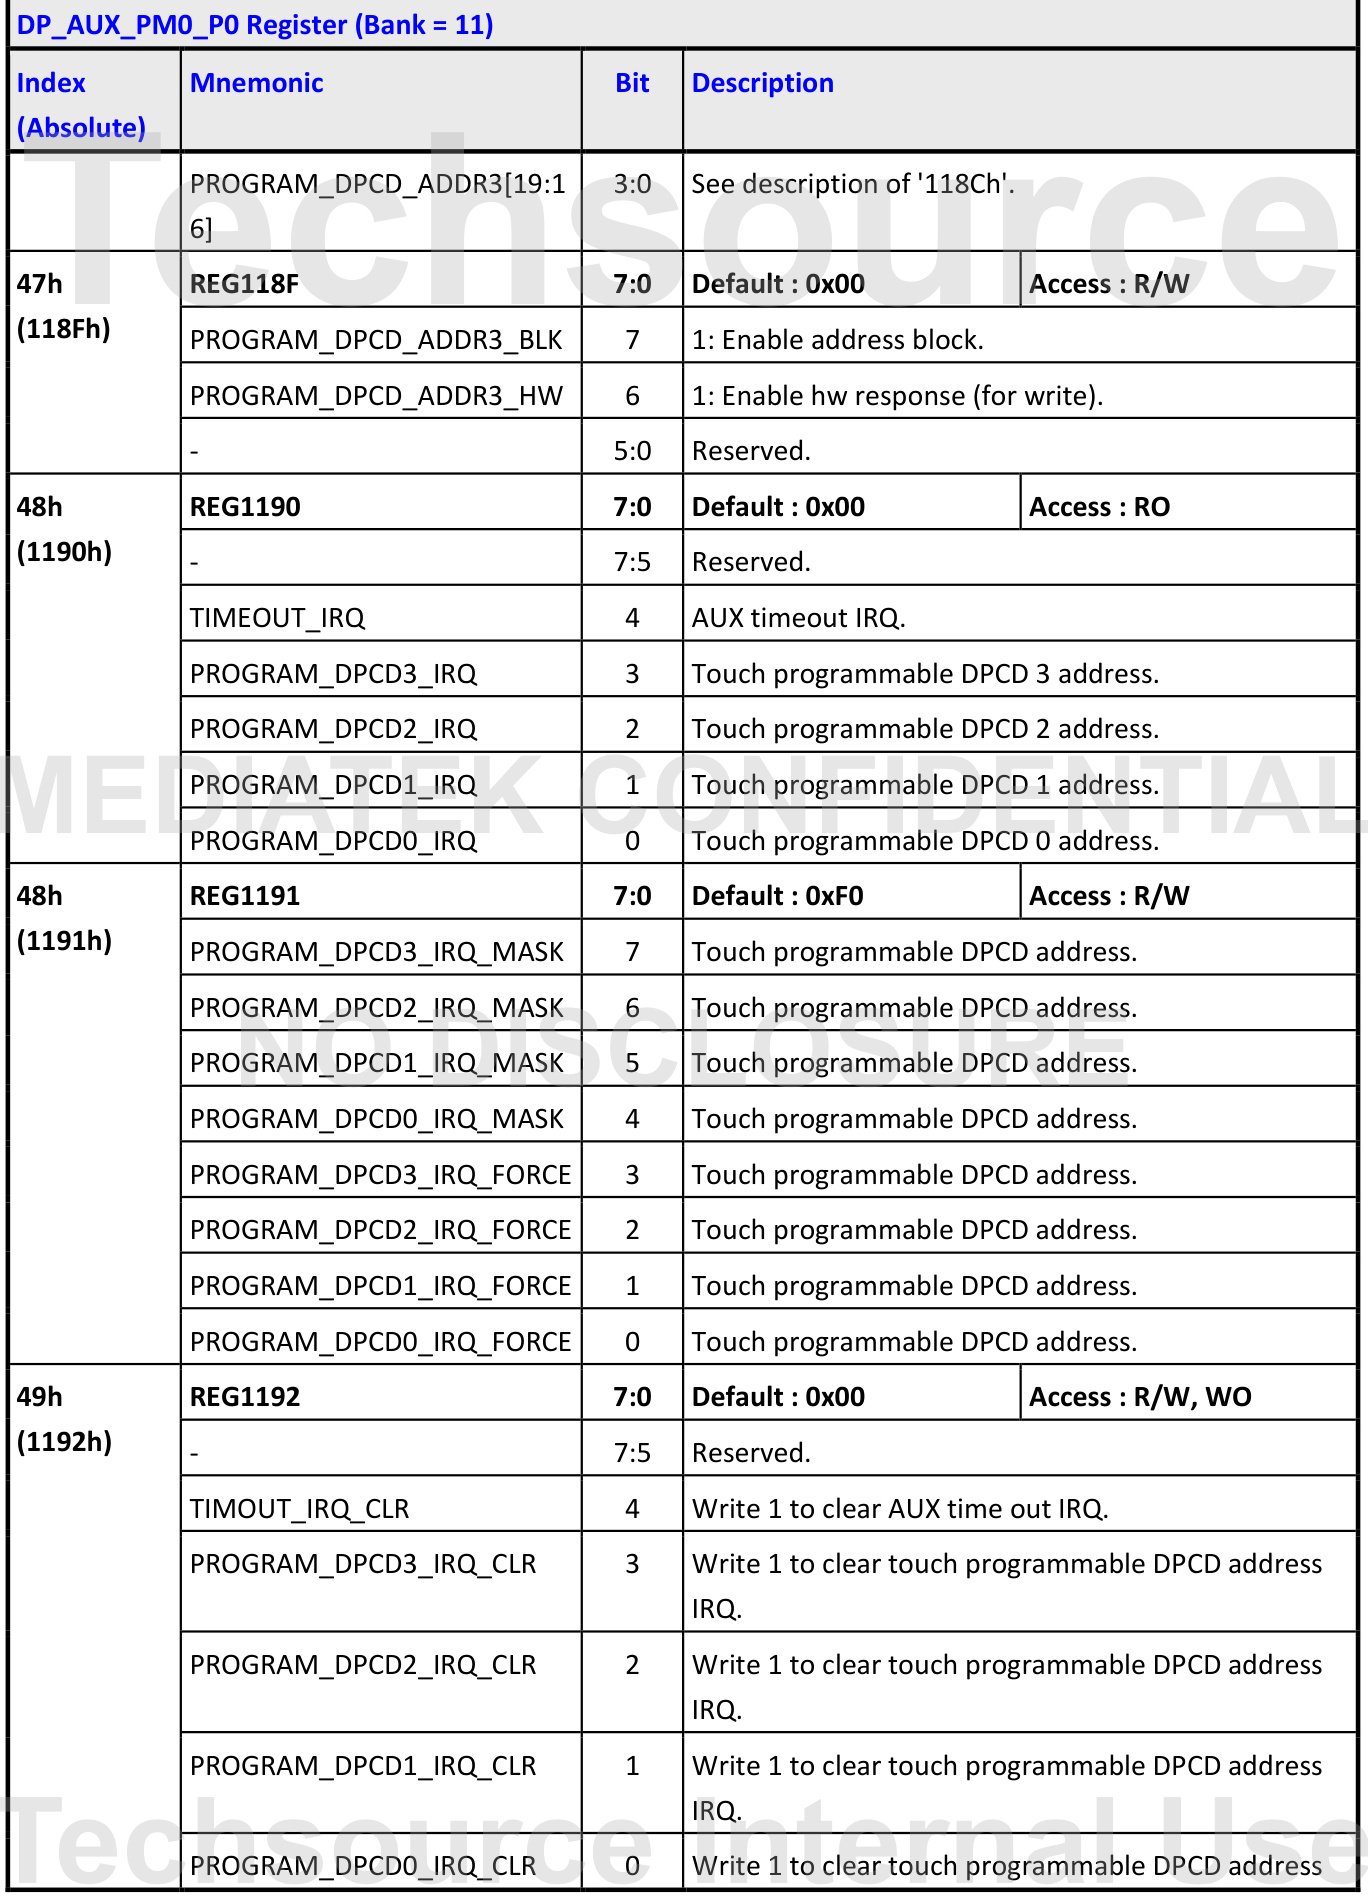 DP_AUX_PM0_P0 Register (Bank = 11)
Index Mnemonic Bit Description
(Absolute)
PROGRAM_DPCD_ADDR3[19:1 3:0 See description of '118Ch'.
6]
47h REG118F 7:0 Default : 0x00 Access : R/W
(118Fh)
PROGRAM_DPCD_ADDR3_BLK 7 1: Enable address block.
PROGRAM_DPCD_ADDR3_HW 6 1: Enable hw response (for write).
- 5:0 Reserved.
48h REG1190 7:0 Default : 0x00 Access : RO
(1190h)
- 7:5 Reserved.
TIMEOUT_IRQ 4 AUX timeout IRQ.
PROGRAM_DPCD3_IRQ 3 Touch programmable DPCD 3 address.
PROGRAM_DPCD2_IRQ 2 Touch programmable DPCD 2 address.
PROGRAM_DPCD1_IRQ 1 Touch programmable DPCD 1 address.
PROGRAM_DPCD0_IRQ 0 Touch programmable DPCD 0 address.
48h REG1191 7:0 Default : 0xF0 Access : R/W
(1191h)
PROGRAM_DPCD3_IRQ_MASK 7 Touch programmable DPCD address.
PROGRAM_DPCD2_IRQ_MASK 6 Touch programmable DPCD address.
PROGRAM_DPCD1_IRQ_MASK 5 Touch programmable DPCD address.
PROGRAM_DPCD0_IRQ_MASK 4 Touch programmable DPCD address.
PROGRAM_DPCD3_IRQ_FORCE 3 Touch programmable DPCD address.
PROGRAM_DPCD2_IRQ_FORCE 2 Touch programmable DPCD address.
PROGRAM_DPCD1_IRQ_FORCE 1 Touch programmable DPCD address.
PROGRAM_DPCD0_IRQ_FORCE 0 Touch programmable DPCD address.
49h REG1192 7:0 Default : 0x00 Access : R/W, WO
(1192h)
- 7:5 Reserved.
TIMOUT_IRQ_CLR 4 Write 1 to clear AUX time out IRQ.
PROGRAM_DPCD3_IRQ_CLR 3 Write 1 to clear touch programmable DPCD address
IRQ.
PROGRAM_DPCD2_IRQ_CLR 2 Write 1 to clear touch programmable DPCD address
IRQ.
PROGRAM_DPCD1_IRQ_CLR 1 Write 1 to clear touch programmable DPCD address
IRQ.
PROGRAM_DPCD0_IRQ_CLR 0 Write 1 to clear touch programmable DPCD address
Techsource
MEDIATEK CONFIDENTIAL
NO DISCLOSURE
Techsource Internal Use